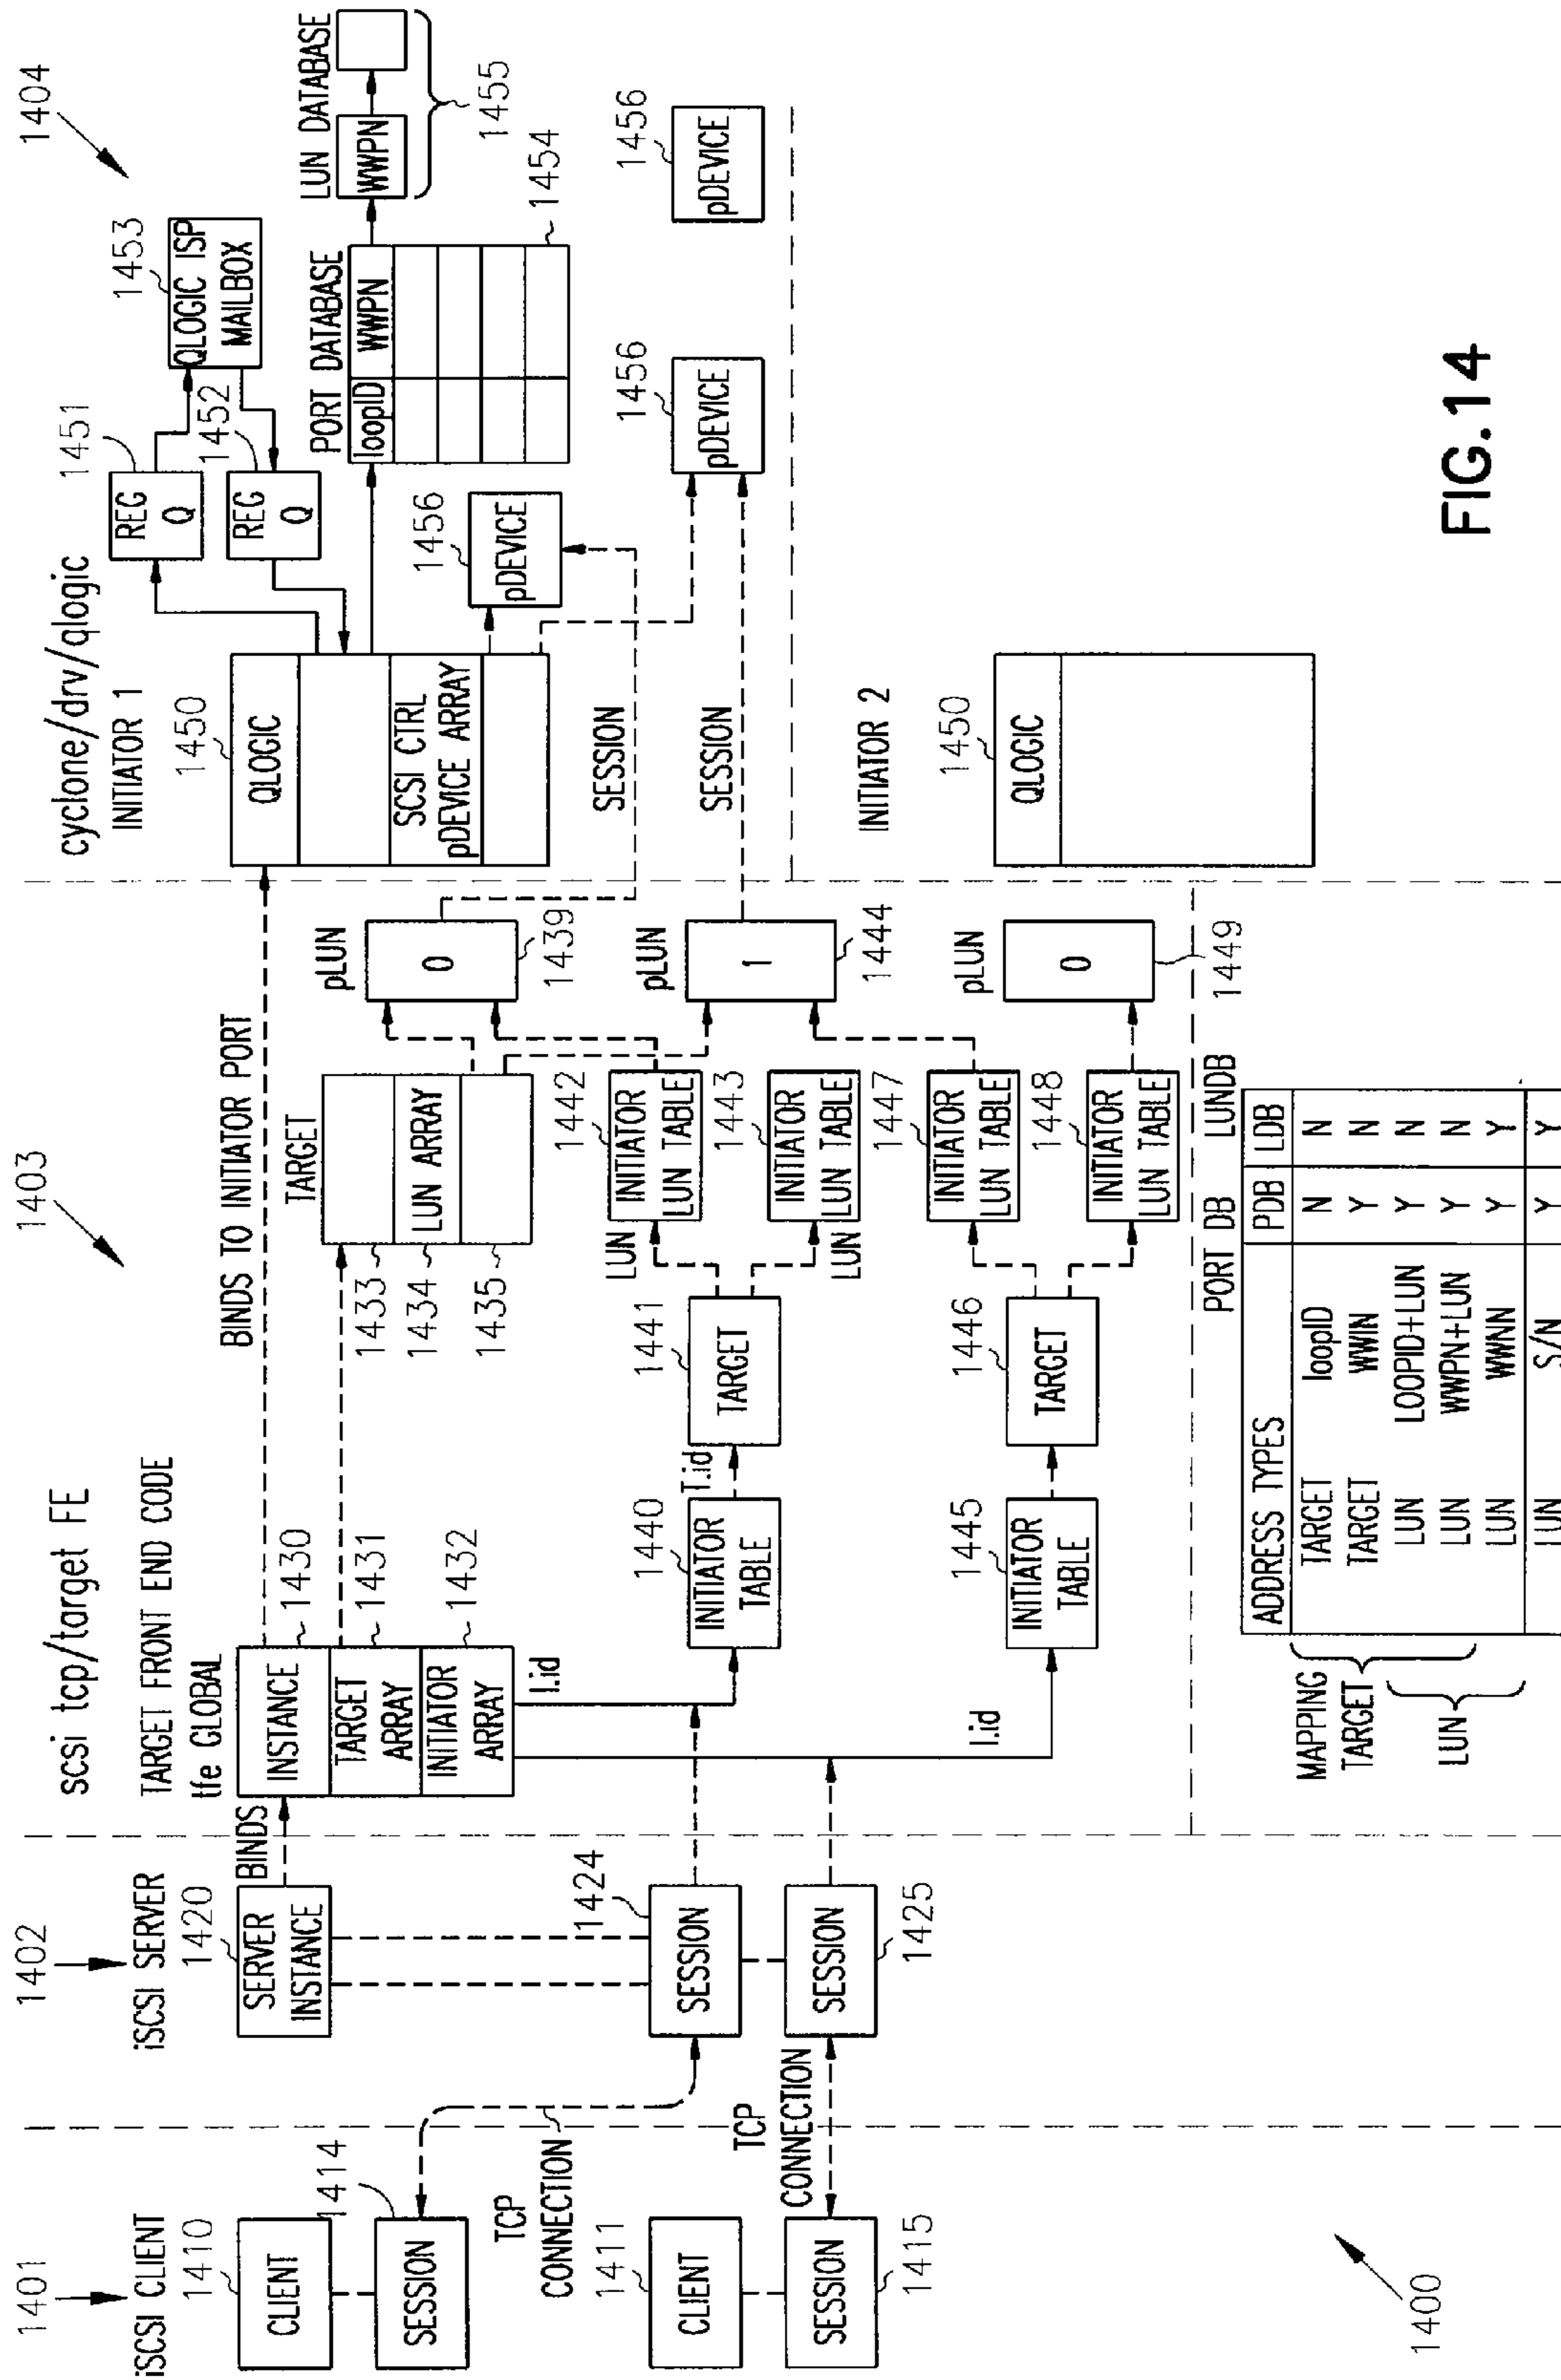 1401
iSCSI CLIENT
1410
CLIENT
1414
SESSION
TCP
CONNECTION
1411
CLIENT
TCP
CONNECTION
SESSION
1415
1400
1402
iSCSI SERVER
1420
SERVER
INSTANCE
BINDS
1424
SESSION
SESSION
1425
1403
scsi tcp/target FE
TARGET FRONT END CODE
tfe GLOBAL
INSTANCE
1430
TARGET
ARRAY
1431
INITIATOR
ARRAY
1432
BINDS TO INITIATOR PORT
I.id
I.id
1440
INITIATOR
TABLE
T.id
1441
TARGET
1445
INITIATOR
TABLE
1446
TARGET
TARGET
1433
LUN ARRAY
1434
1435
LUN
1442
INITIATOR
LUN TABLE
LUN
1443
INITIATOR
LUN TABLE
1447
INITIATOR
LUN TABLE
1448
INITIATOR
LUN TABLE
pLUN
0
1439
pLUN
1
1444
pLUN
0
1449
PORT DB LUNDB
ADDRESS TYPES PDB LDB
TARGET loopID N N
TARGET WWIN Y N
LUN LOOPID+LUN Y N
LUN WWPN+LUN Y N
LUN WWNN Y Y
LUN S/N Y Y
MAPPING
TARGET
LUN
1404
cyclone/drv/qlogic
INITIATOR 1
1450
QLOGIC
SCSI CTRL
pDEVICE ARRAY
REG
Q
1451
REG
Q
1452
1453
QLOGIC ISP
MAILBOX
PORT DATABASE
loopID WWPN
1454
LUN DATABASE
WWPN
1455
1456
pDEVICE
1456
pDEVICE
1456
pDEVICE
SESSION
SESSION
INITIATOR 2
1450
QLOGIC
FIG.14